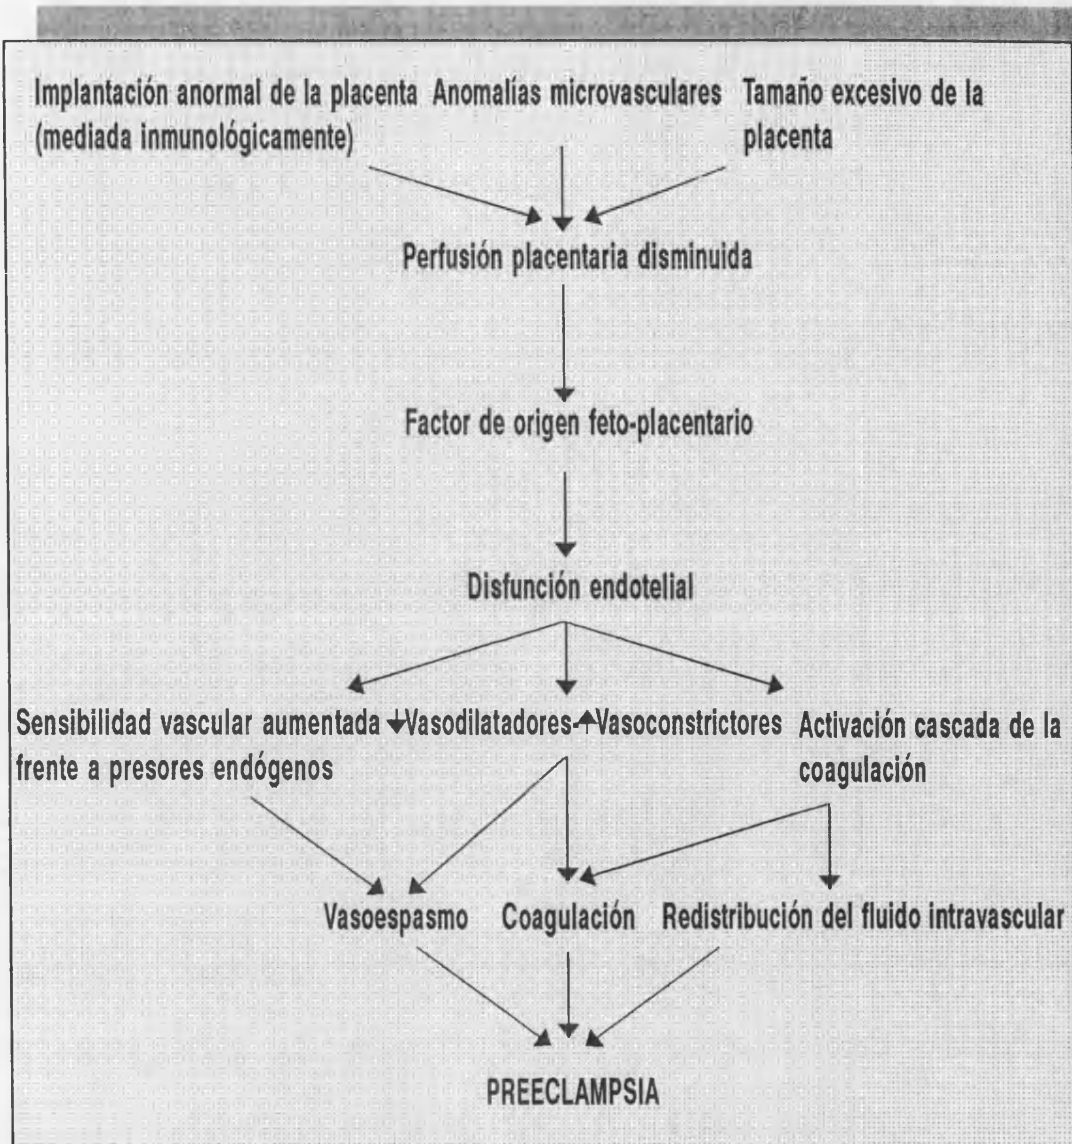 Implantación anormal de la placenta
(mediada inmunológicamente)
Anomalías microvasculares
Tamaño excesivo de la
placenta
Perfusión placentaria disminuida
Factor de origen feto-placentario
Disfunción endotelial
Sensibilidad vascular aumentada
frente a presores endógenos
↓Vasodilatadores-↑Vasoconstrictores
Activación cascada de la
coagulación
Vasoespasmo
Coagulación
Redistribución del fluido intravascular
PREECLAMPSIA